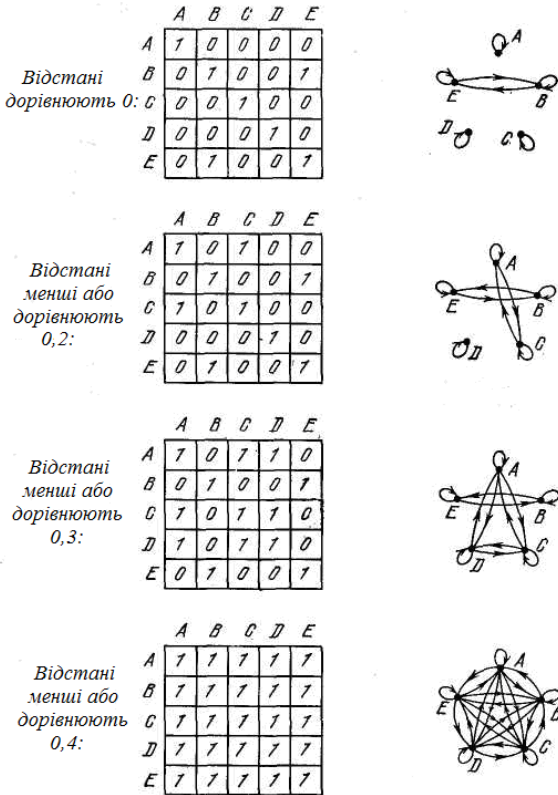 A B C D E
A 1 0 0 0 0
B 0 1 0 0 1
C 0 0 1 0 0
D 0 0 0 1 0
E 0 1 0 0 1
Відстані
дорівнюють 0:
A
E B
D C
A B C D E
A 1 0 1 0 0
B 0 1 0 0 1
C 1 0 1 0 0
D 0 0 0 1 0
E 0 1 0 0 1
Відстані
менші або
дорівнюють
0,2:
A
E B
D C
A B C D E
A 1 0 1 1 0
B 0 1 0 0 1
C 1 0 1 1 0
D 1 0 1 1 0
E 0 1 0 0 1
Відстані
менші або
дорівнюють
0,3:
A
E B
D C
A B C D E
A 1 1 1 1 1
B 1 1 1 1 1
C 1 1 1 1 1
D 1 1 1 1 1
E 1 1 1 1 1
Відстані
менші або
дорівнюють
0,4:
A
E B
D C